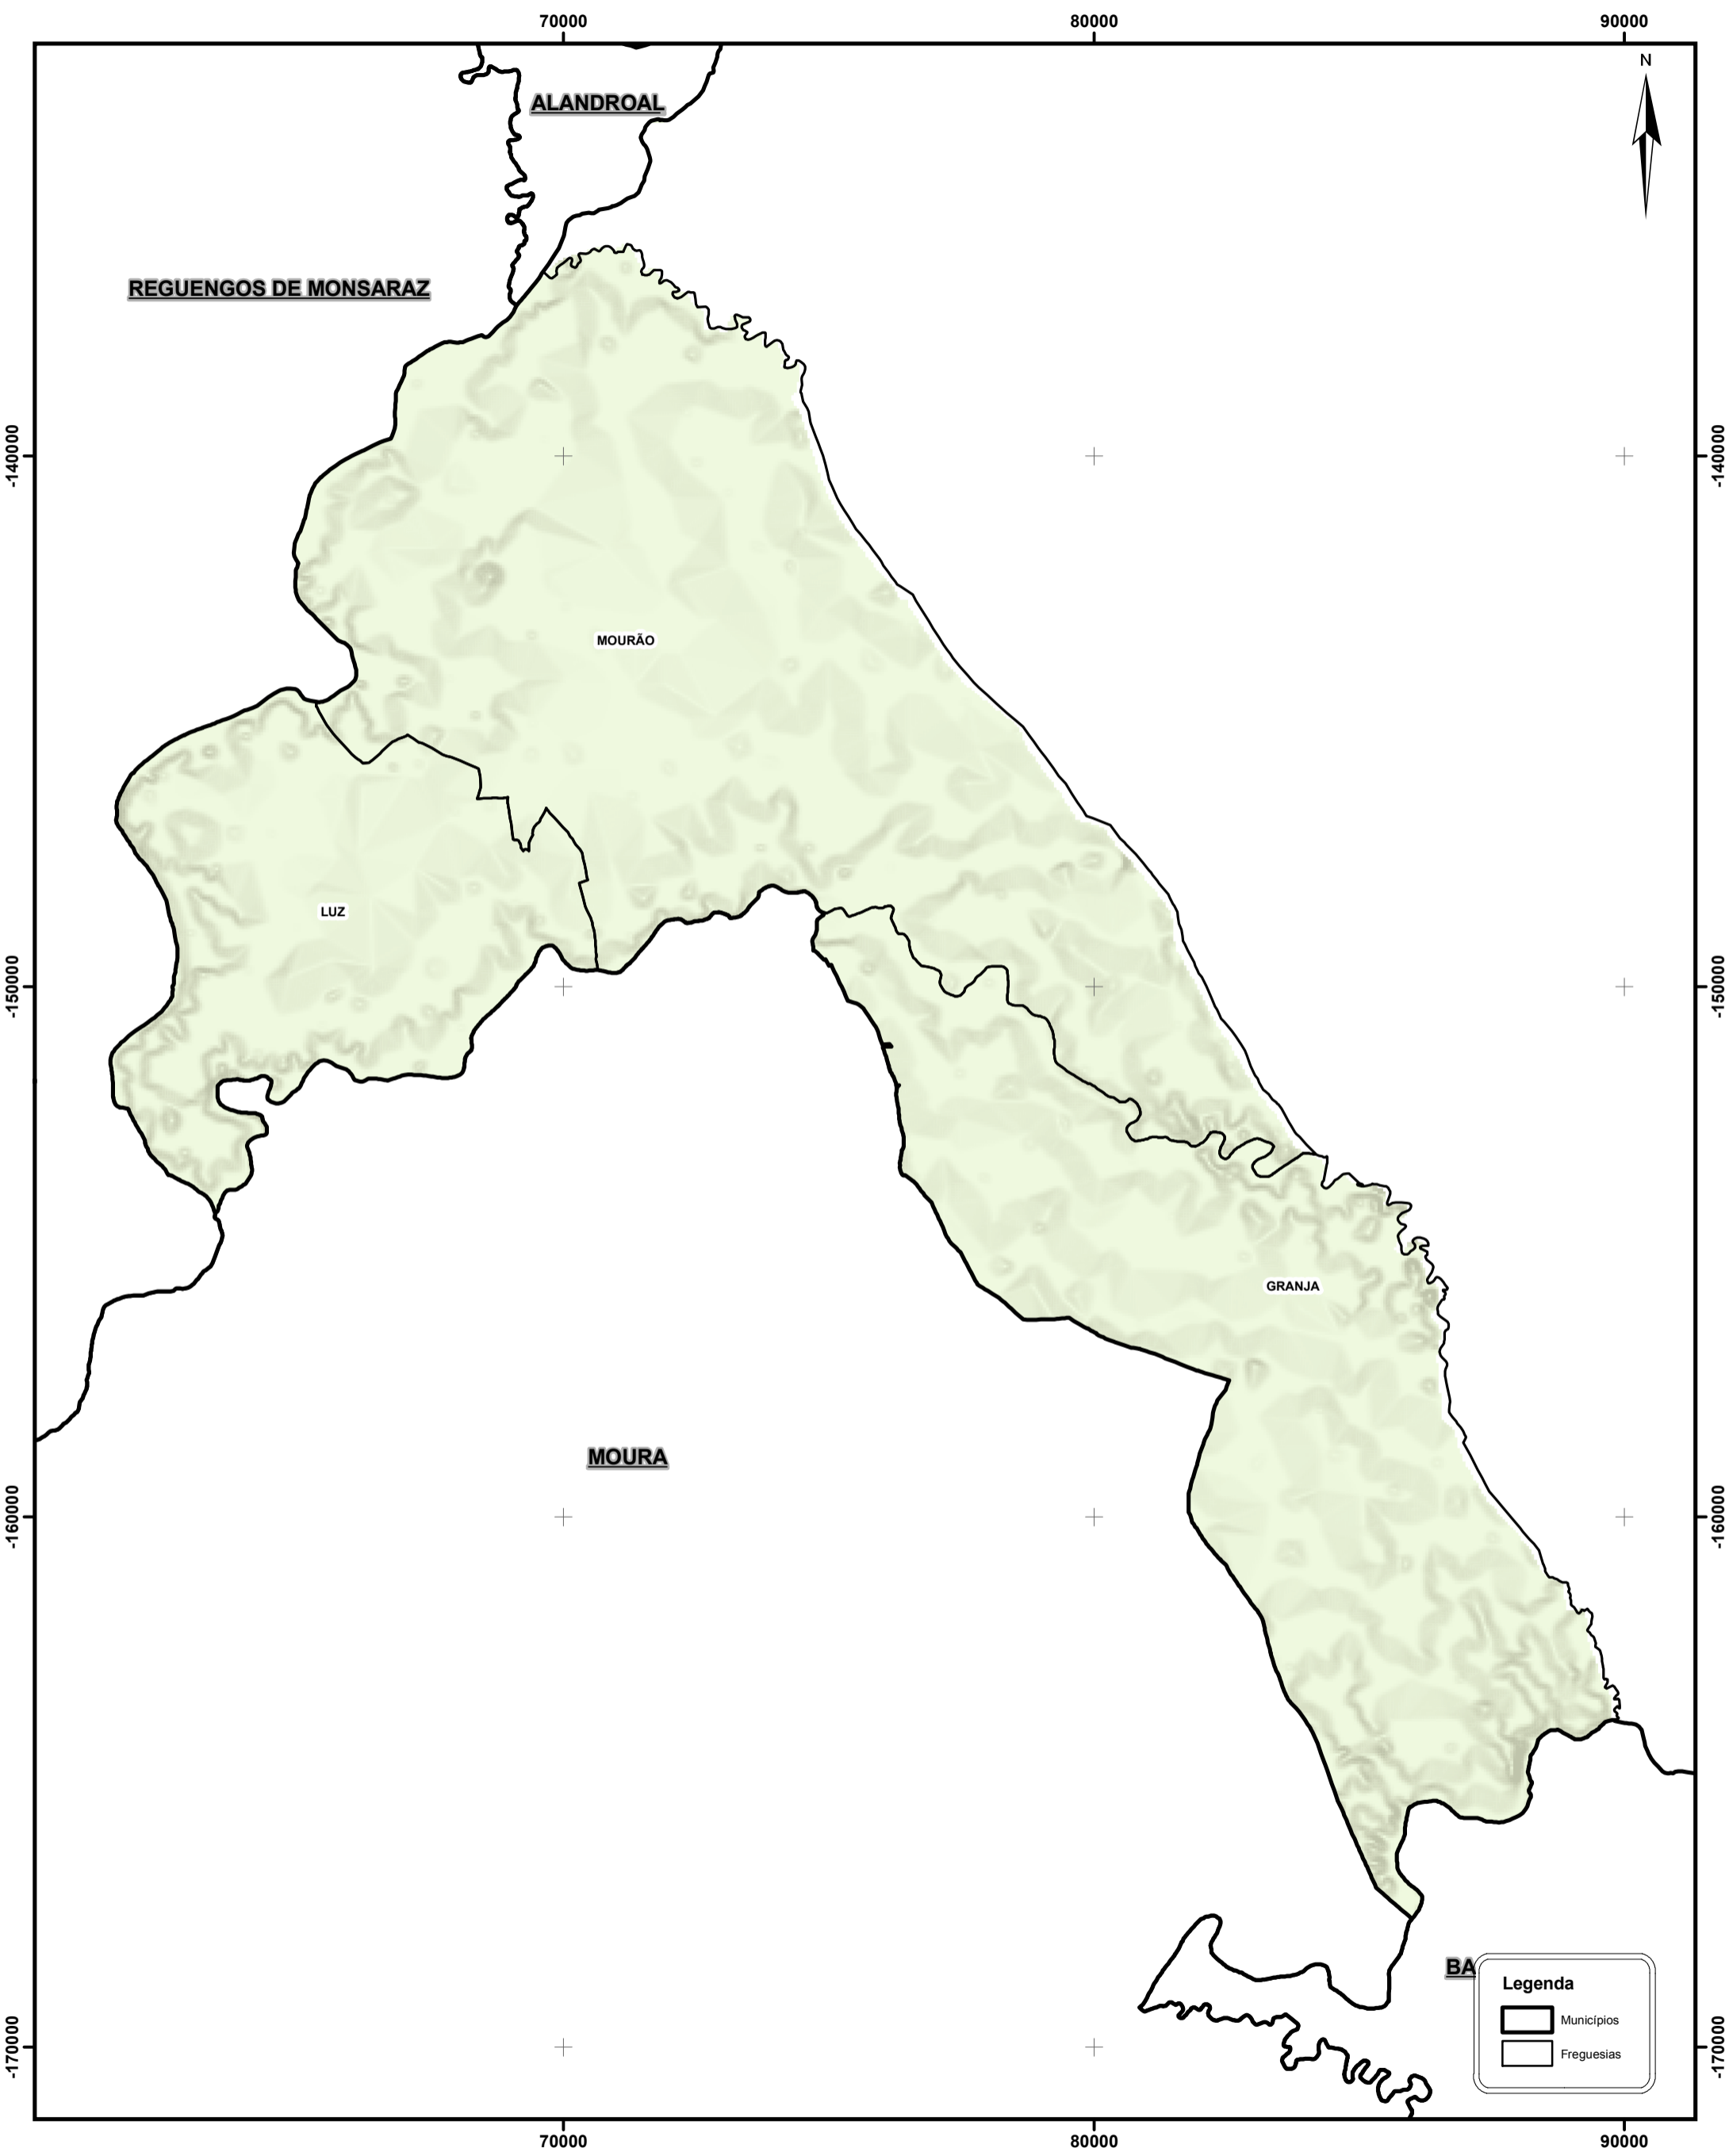 70000 80000 90000
N
ALANDROAL
REGUENGOS DE MONSARAZ
-140000 -140000
MOURÃO
LUZ
-150000 -150000
GRANJA
MOURA
-160000 -160000
BA
Legenda
Municípios
Freguesias
-170000 -170000
70000 80000 90000